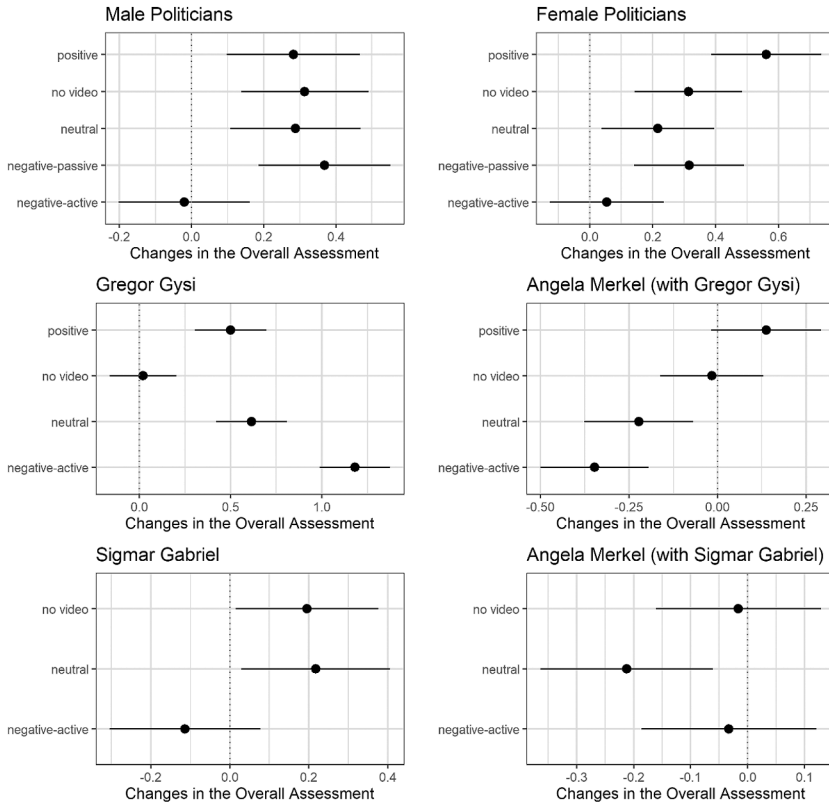 Male Politicians
positive
no video
neutral
negative-passive
negative-active
-0.2 0.0 0.2 0.4
Changes in the Overall Assessment
Female Politicians
positive
no video
neutral
negative-passive
negative-active
0.0 0.2 0.4 0.6
Changes in the Overall Assessment
Gregor Gysi
positive
no video
neutral
negative-active
0.0 0.5 1.0
Changes in the Overall Assessment
Angela Merkel (with Gregor Gysi)
positive
no video
neutral
negative-active
-0.50 -0.25 0.00 0.25
Changes in the Overall Assessment
Sigmar Gabriel
no video
neutral
negative-active
-0.2 0.0 0.2 0.4
Changes in the Overall Assessment
Angela Merkel (with Sigmar Gabriel)
no video
neutral
negative-active
-0.3 -0.2 -0.1 0.0 0.1
Changes in the Overall Assessment